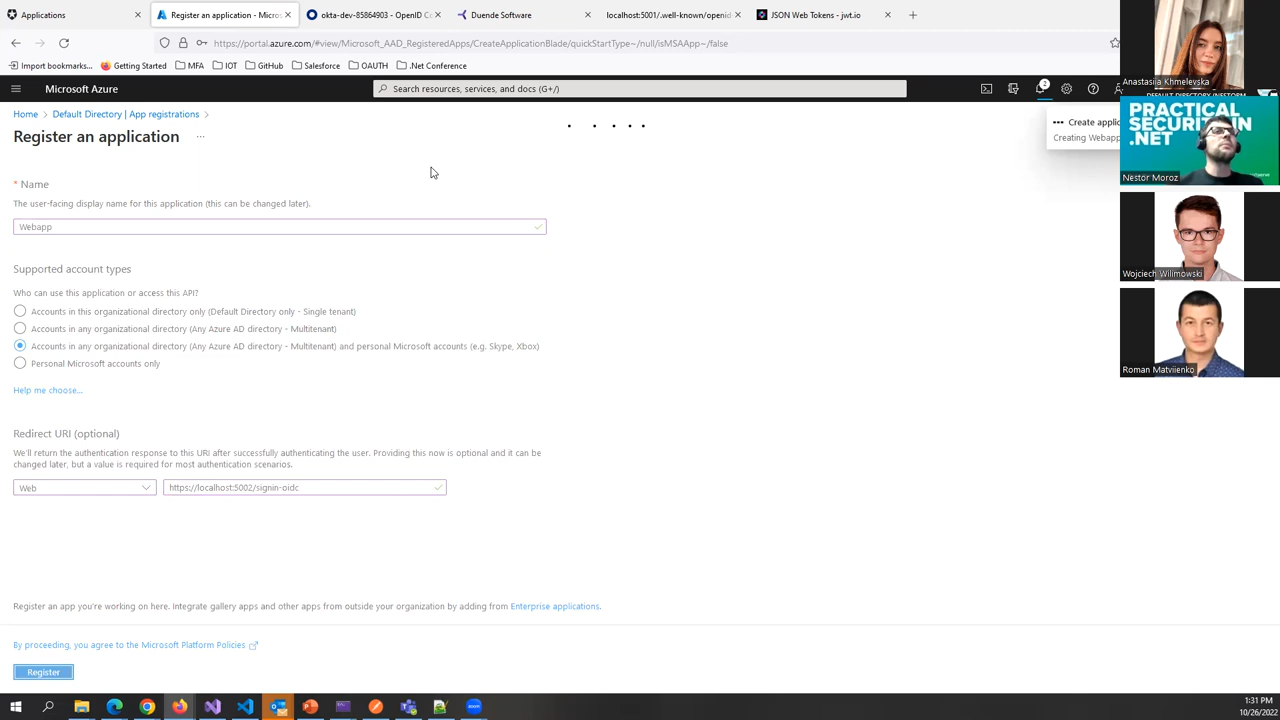 Applications
Register an application - Micros
okta-dev-85864903 - OpenID Co
Duende Software
localhost:5001/.well-known/openid
JSON Web Tokens - jwt.io
https://portal.azure.com/#view/Microsoft_AAD_RegisteredApps/CreateApplicationBlade/quickStartType~/null/isMSAApp~/false
Import bookmarks...
Getting Started
MFA
IOT
GitHub
Salesforce
OAUTH
.Net Conference
Microsoft Azure
Search resources, services, and docs (G+/)
2
DEFAULT DIRECTORY (NESTORM
Home
Default Directory | App registrations
Register an application
...
Create applic
Creating Webapp
* Name
The user-facing display name for this application (this can be changed later).
Webapp
Supported account types
Who can use this application or access this API?
Accounts in this organizational directory only (Default Directory only - Single tenant)
Accounts in any organizational directory (Any Azure AD directory - Multitenant)
Accounts in any organizational directory (Any Azure AD directory - Multitenant) and personal Microsoft accounts (e.g. Skype, Xbox)
Personal Microsoft accounts only
Help me choose...
Redirect URI (optional)
We'll return the authentication response to this URI after successfully authenticating the user. Providing this now is optional and it can be
changed later, but a value is required for most authentication scenarios.
Web
https://localhost:5002/signin-oidc
Register an app you're working on here. Integrate gallery apps and other apps from outside your organization by adding from Enterprise applications.
By proceeding, you agree to the Microsoft Platform Policies
Register
1:31 PM
10/26/2022
Anastasiia Khmelevska
PRACTICAL
SECURITY IN
.NET
Nestor Moroz
Wojciech Wilimowski
Roman Matviienko